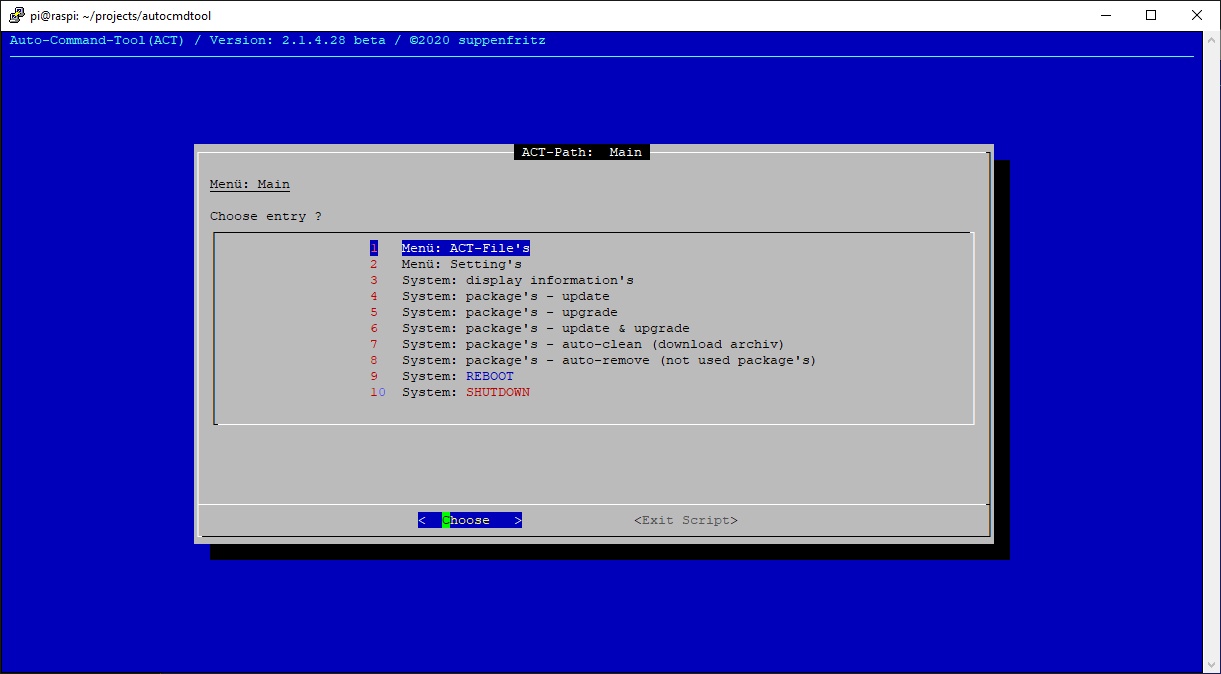 pi@raspi: ~/projects/autocmdtool
Auto-Command-Tool(ACT) / Version: 2.1.4.28 beta / ©2020 suppenfritz
ACT-Path:  Main
Menü: Main
Choose entry ?
1 Menü: ACT-File's
2 Menü: Setting's
3 System: display information's
4 System: package's - update
5 System: package's - upgrade
6 System: package's - update & upgrade
7 System: package's - auto-clean (download archiv)
8 System: package's - auto-remove (not used package's)
9 System: REBOOT
10 System: SHUTDOWN
<  Choose   > <Exit Script>